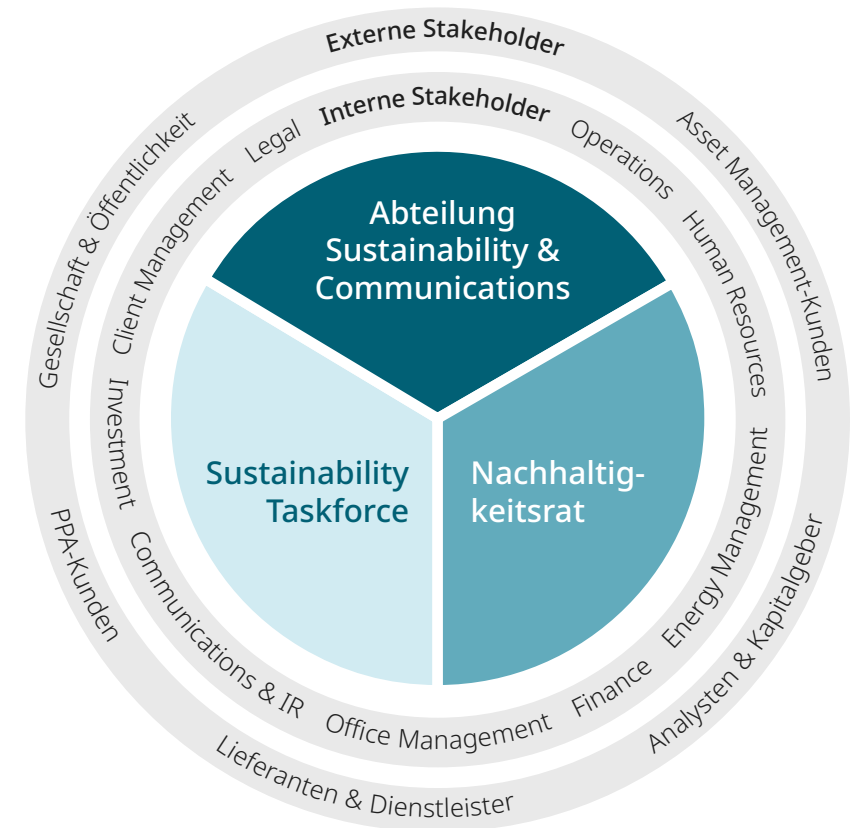 Externe Stakeholder
Asset Management-Kunden
Analysten & Kapitalgeber
Lieferanten & Dienstleister
PPA-Kunden
Gesellschaft & Öffentlichkeit
Interne Stakeholder
Operations
Human Resources
Energy Management
Finance
Office Management
Communications & IR
Investment
Client Management
Legal
Abteilung
Sustainability &
Communications
Nachhaltig-
keitsrat
Sustainability
Taskforce